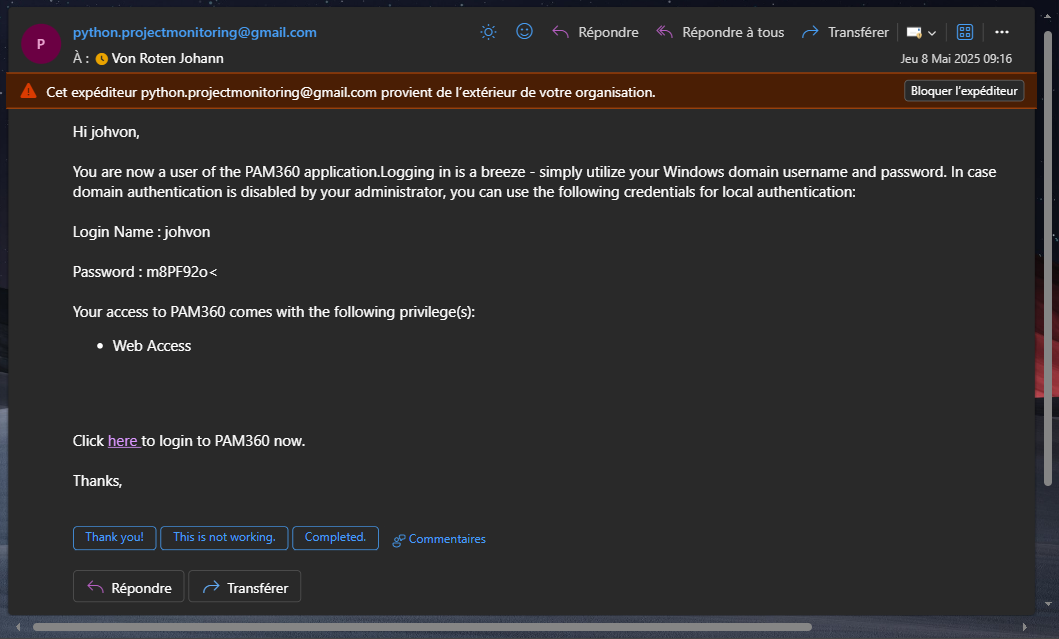 P
python.projectmonitoring@gmail.com
Répondre
Répondre à tous
Transférer
À : Von Roten Johann
Jeu 8 Mai 2025 09:16
Cet expéditeur python.projectmonitoring@gmail.com provient de l'extérieur de votre organisation.
Bloquer l'expéditeur
Hi johvon,
You are now a user of the PAM360 application.Logging in is a breeze - simply utilize your Windows domain username and password. In case
domain authentication is disabled by your administrator, you can use the following credentials for local authentication:
Login Name : johvon
Password : m8PF92o<
Your access to PAM360 comes with the following privilege(s):
• Web Access
Click here to login to PAM360 now.
Thanks,
Thank you!
This is not working.
Completed.
Commentaires
Répondre
Transférer